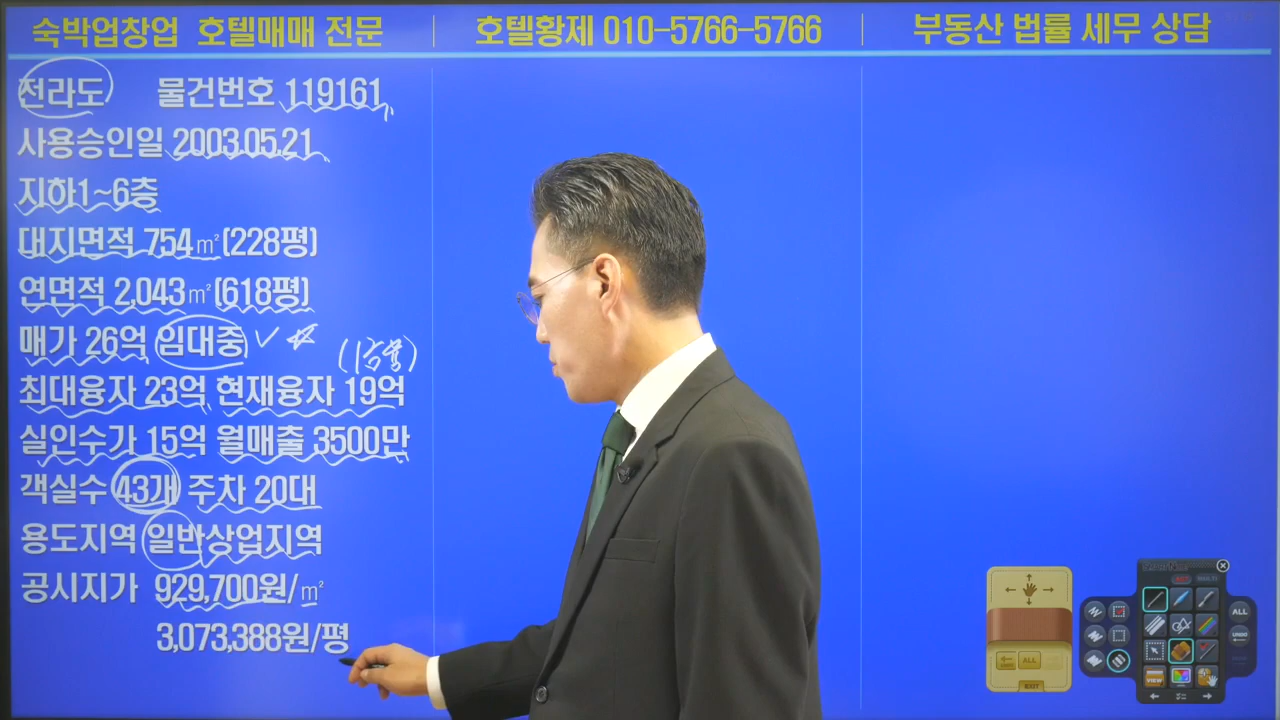 숙박업창업 호텔매매 전문
호텔황제 010-5766-5766
부동산 법률 세무 상담
전라도 물건번호 119161
사용승인일 2003.05.21
지하1~6층
대지면적 754㎡(228평)
연면적 2,043㎡(618평)
매가 26억 임대중
최대융자 23억 현재융자 19억
실인수가 15억 월매출 3500만
객실수 43개 주차 20대
용도지역 일반상업지역
공시지가 929,700원/㎡
3,073,388원/평
ALL
ALL
VIEW
EXIT